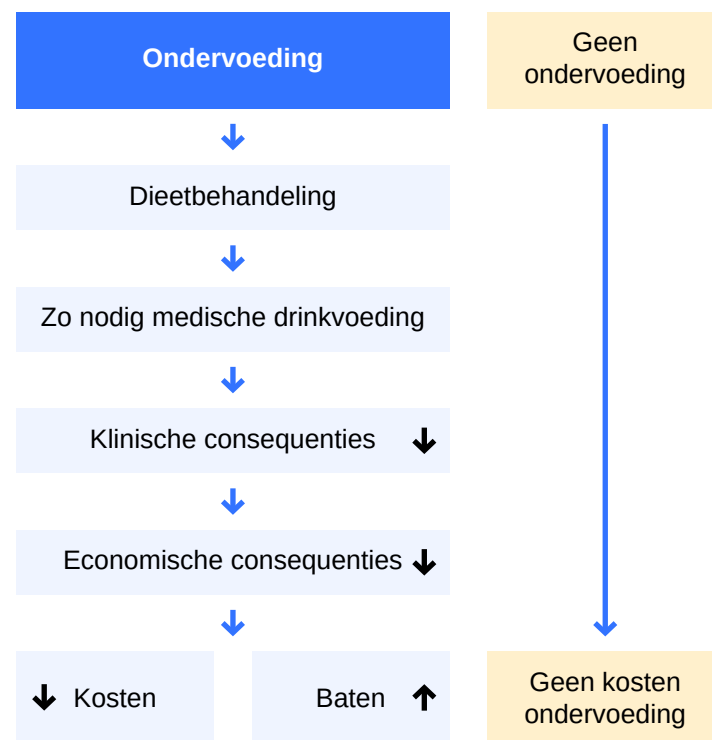 Ondervoeding
Geen
ondervoeding
Dieetbehandeling
Zo nodig medische drinkvoeding
Klinische consequenties
Economische consequenties
Kosten
Baten
Geen kosten
ondervoeding